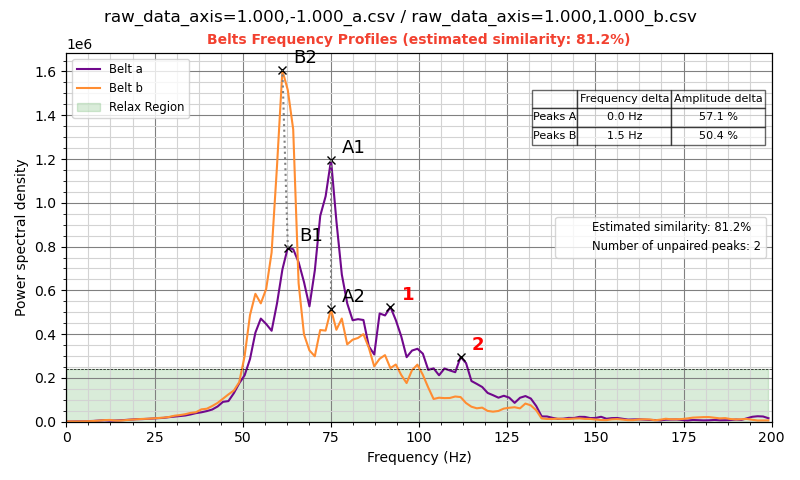 raw_data_axis=1.000,-1.000_a.csv / raw_data_axis=1.000,1.000_b.csv
Belts Frequency Profiles (estimated similarity: 81.2%)
1e6
Belt a
Belt b
Relax Region
B2
A1
B1
A2
1
2
Frequency delta Amplitude delta
Peaks A 0.0 Hz 57.1 %
Peaks B 1.5 Hz 50.4 %
Estimated similarity: 81.2%
Number of unpaired peaks: 2
Power spectral density
1.6
1.4
1.2
1.0
0.8
0.6
0.4
0.2
0.0
0 25 50 75 100 125 150 175 200
Frequency (Hz)